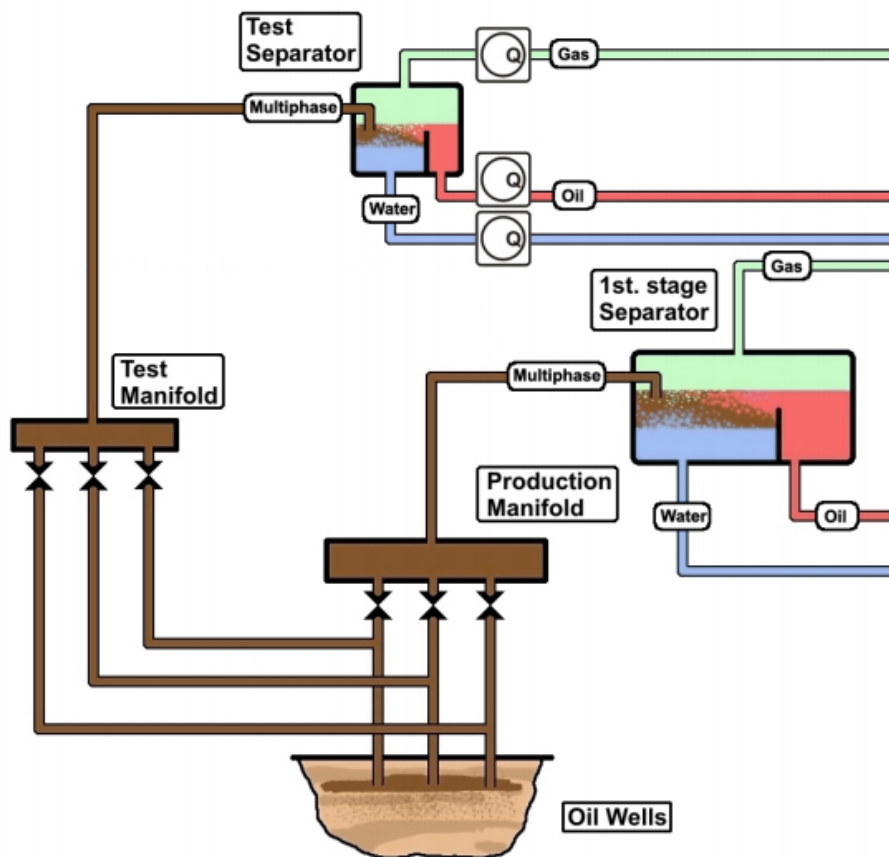 Test
Separator
Q
Gas
Multiphase
Q
Oil
Water
Q
Gas
1st. stage
Separator
Test
Manifold
Multiphase
Production
Manifold
Water
Oil
Oil Wells